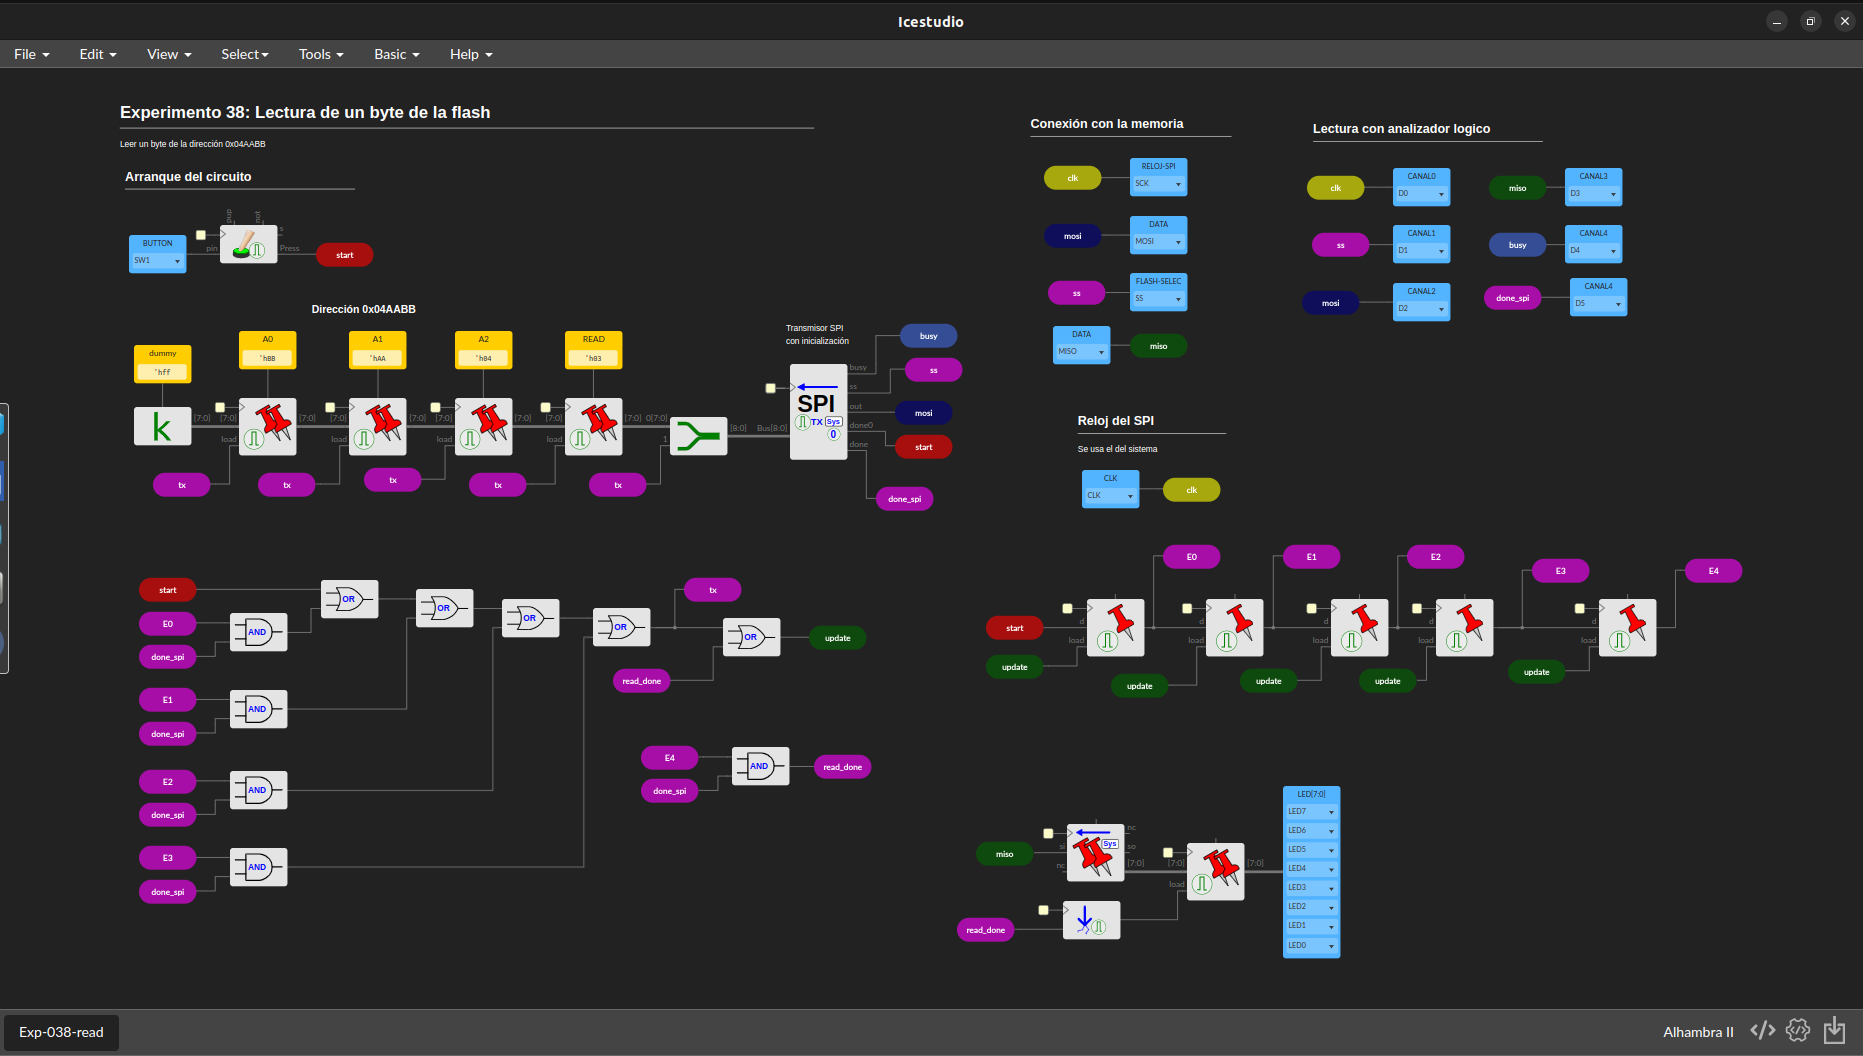 Icestudio
File
Edit
View
Select
Tools
Basic
Help
Experimento 38: Lectura de un byte de la flash
Leer un byte de la dirección 0x04AABB
Arranque del circuito
BUTTON
SW1
pup
not
pin
s
Press
start
Dirección 0x04AABB
dummy
'hff
A0
'hBB
A1
'hAA
A2
'h04
READ
'h03
k
[7:0]
[7:0]
load
[7:0]
[7:0]
load
[7:0]
[7:0]
load
[7:0]
[7:0]
load
[7:0]
0[7:0]
1
[8:0]
tx
tx
tx
tx
tx
Transmisor SPI
con inicialización
Bus[8:0]
SPI
TX
Sys
0
busy
ss
out
done0
done
busy
ss
mosi
start
done_spi
Conexión con la memoria
clk
RELOJ-SPI
SCK
mosi
DATA
MOSI
ss
FLASH-SELEC
SS
DATA
MISO
miso
Lectura con analizador logico
clk
CANAL0
D0
miso
CANAL3
D3
ss
CANAL1
D1
busy
CANAL4
D4
mosi
CANAL2
D2
done_spi
CANAL4
D5
Reloj del SPI
Se usa el del sistema
CLK
CLK
clk
start
E0
done_spi
AND
OR
E1
done_spi
AND
OR
E2
done_spi
AND
OR
E3
done_spi
AND
OR
tx
read_done
OR
update
E4
done_spi
AND
read_done
start
update
d
load
E0
update
d
load
E1
update
d
load
E2
update
d
load
E3
update
d
load
E4
miso
si
nc
Sys
nc
so
[7:0]
[7:0]
load
[7:0]
read_done
LED[7:0]
LED7
LED6
LED5
LED4
LED3
LED2
LED1
LED0
Exp-038-read
Alhambra II